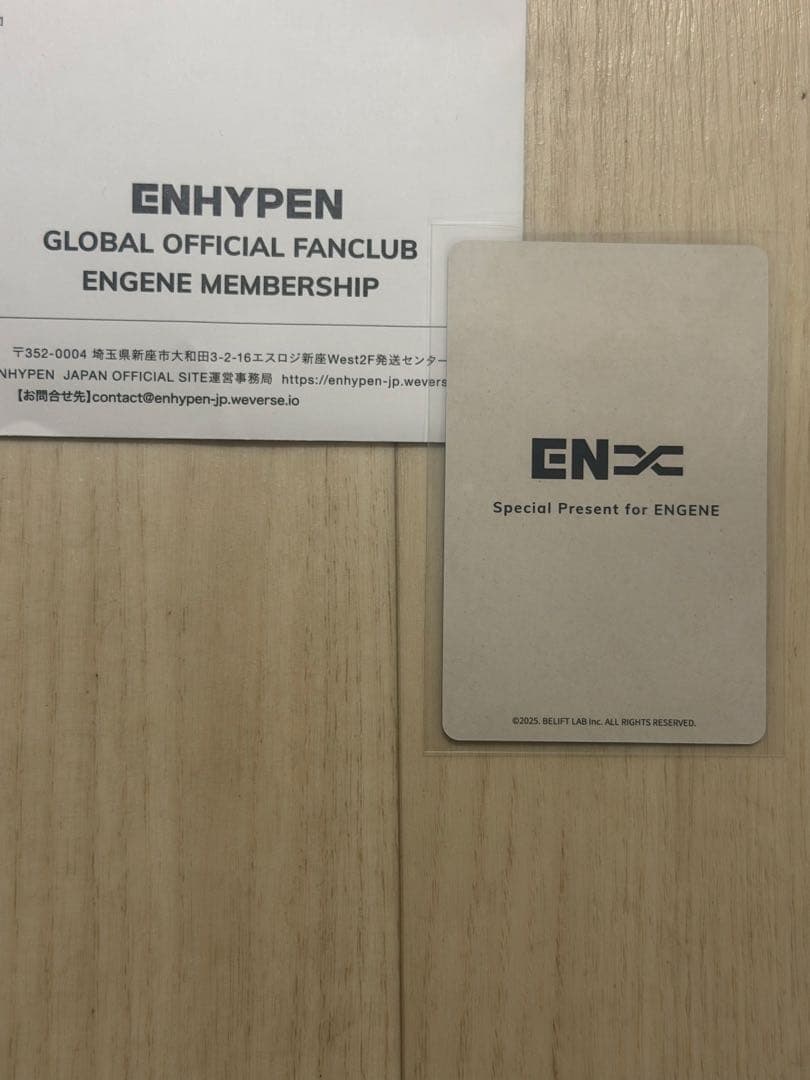 ENHYPEN
GLOBAL OFFICIAL FANCLUB
ENGENE MEMBERSHIP
〒352-0004 埼玉県新座市大和田3-2-16エスロジ新座West2F発送センター
NHYPEN JAPAN OFFICIAL SITE運営事務局 https://enhypen-jp.wevers
【お問合せ先】contact@enhypen-jp.weverse.io
EN
Special Present for ENGENE
©2025. BELIFT LAB Inc. ALL RIGHTS RESERVED.